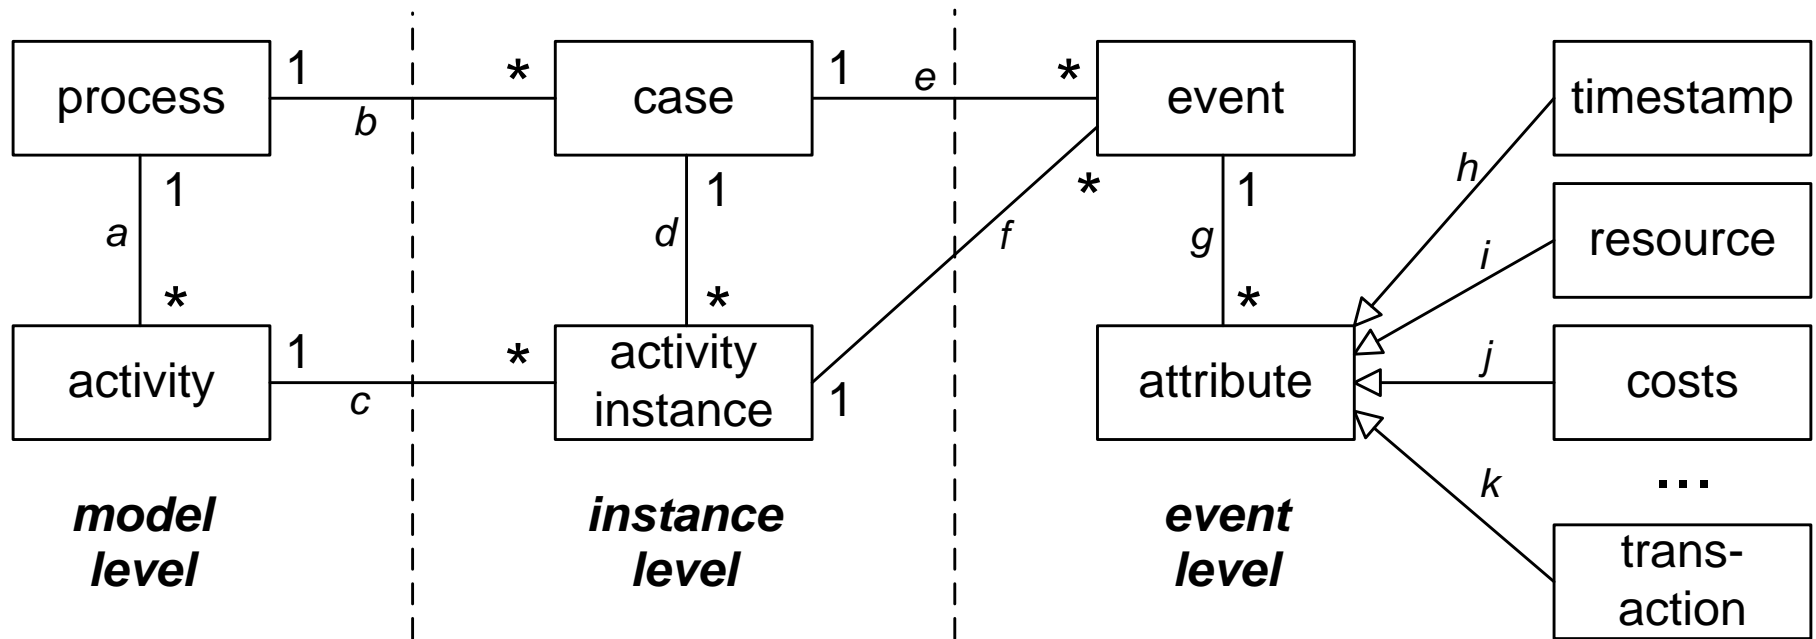 process
1
b
*
case
1
e
*
event
timestamp
1
a
*
1
d
*
*
f
1
g
*
h
resource
i
activity
1
c
*
activity
instance
1
attribute
j
costs
k
...
trans-
action
model
level
instance
level
event
level